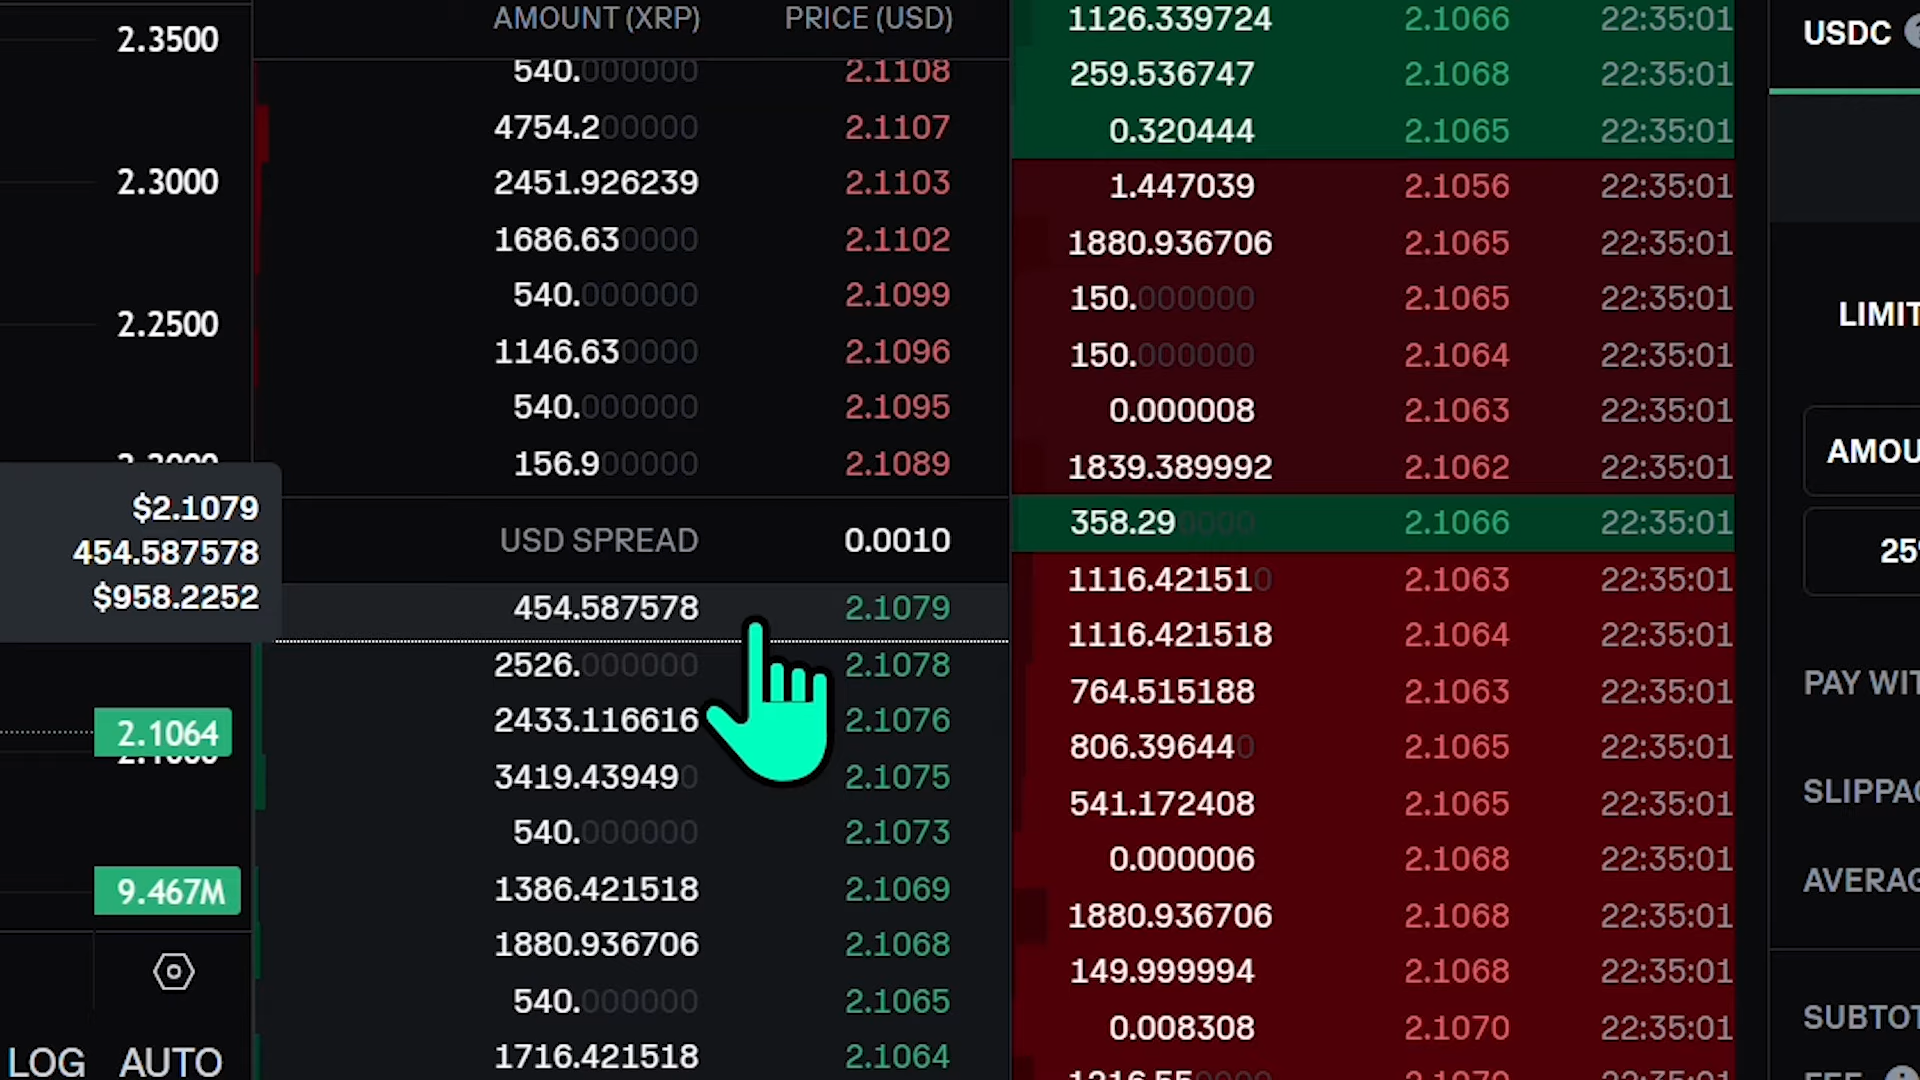 2.3500
2.3000
2.2500
$2.1079
454.587578
$958.2252
2.1064
9.467M
LOG AUTO
AMOUNT (XRP) PRICE (USD)
540.000000 2.1108
4754.200000 2.1107
2451.926239 2.1103
1686.630000 2.1102
540.000000 2.1099
1146.630000 2.1096
540.000000 2.1095
156.900000 2.1089
USD SPREAD 0.0010
454.587578 2.1079
2526.000000 2.1078
2433.116616 2.1076
3419.439490 2.1075
540.000000 2.1073
1386.421518 2.1069
1880.936706 2.1068
540.000000 2.1065
1716.421518 2.1064
1126.339724 2.1066 22:35:01
259.536747 2.1068 22:35:01
0.320444 2.1065 22:35:01
1.447039 2.1056 22:35:01
1880.936706 2.1065 22:35:01
150.000000 2.1065 22:35:01
150.000000 2.1064 22:35:01
0.000008 2.1063 22:35:01
1839.389992 2.1062 22:35:01
358.290000 2.1066 22:35:01
1116.421510 2.1063 22:35:01
1116.421518 2.1064 22:35:01
764.515188 2.1063 22:35:01
806.396440 2.1065 22:35:01
541.172408 2.1065 22:35:01
0.000006 2.1068 22:35:01
1880.936706 2.1068 22:35:01
149.999994 2.1068 22:35:01
0.008308 2.1070 22:35:01
USDC
LIMIT
AMOU
25
PAY WIT
SLIPPAG
AVERAG
SUBTOT